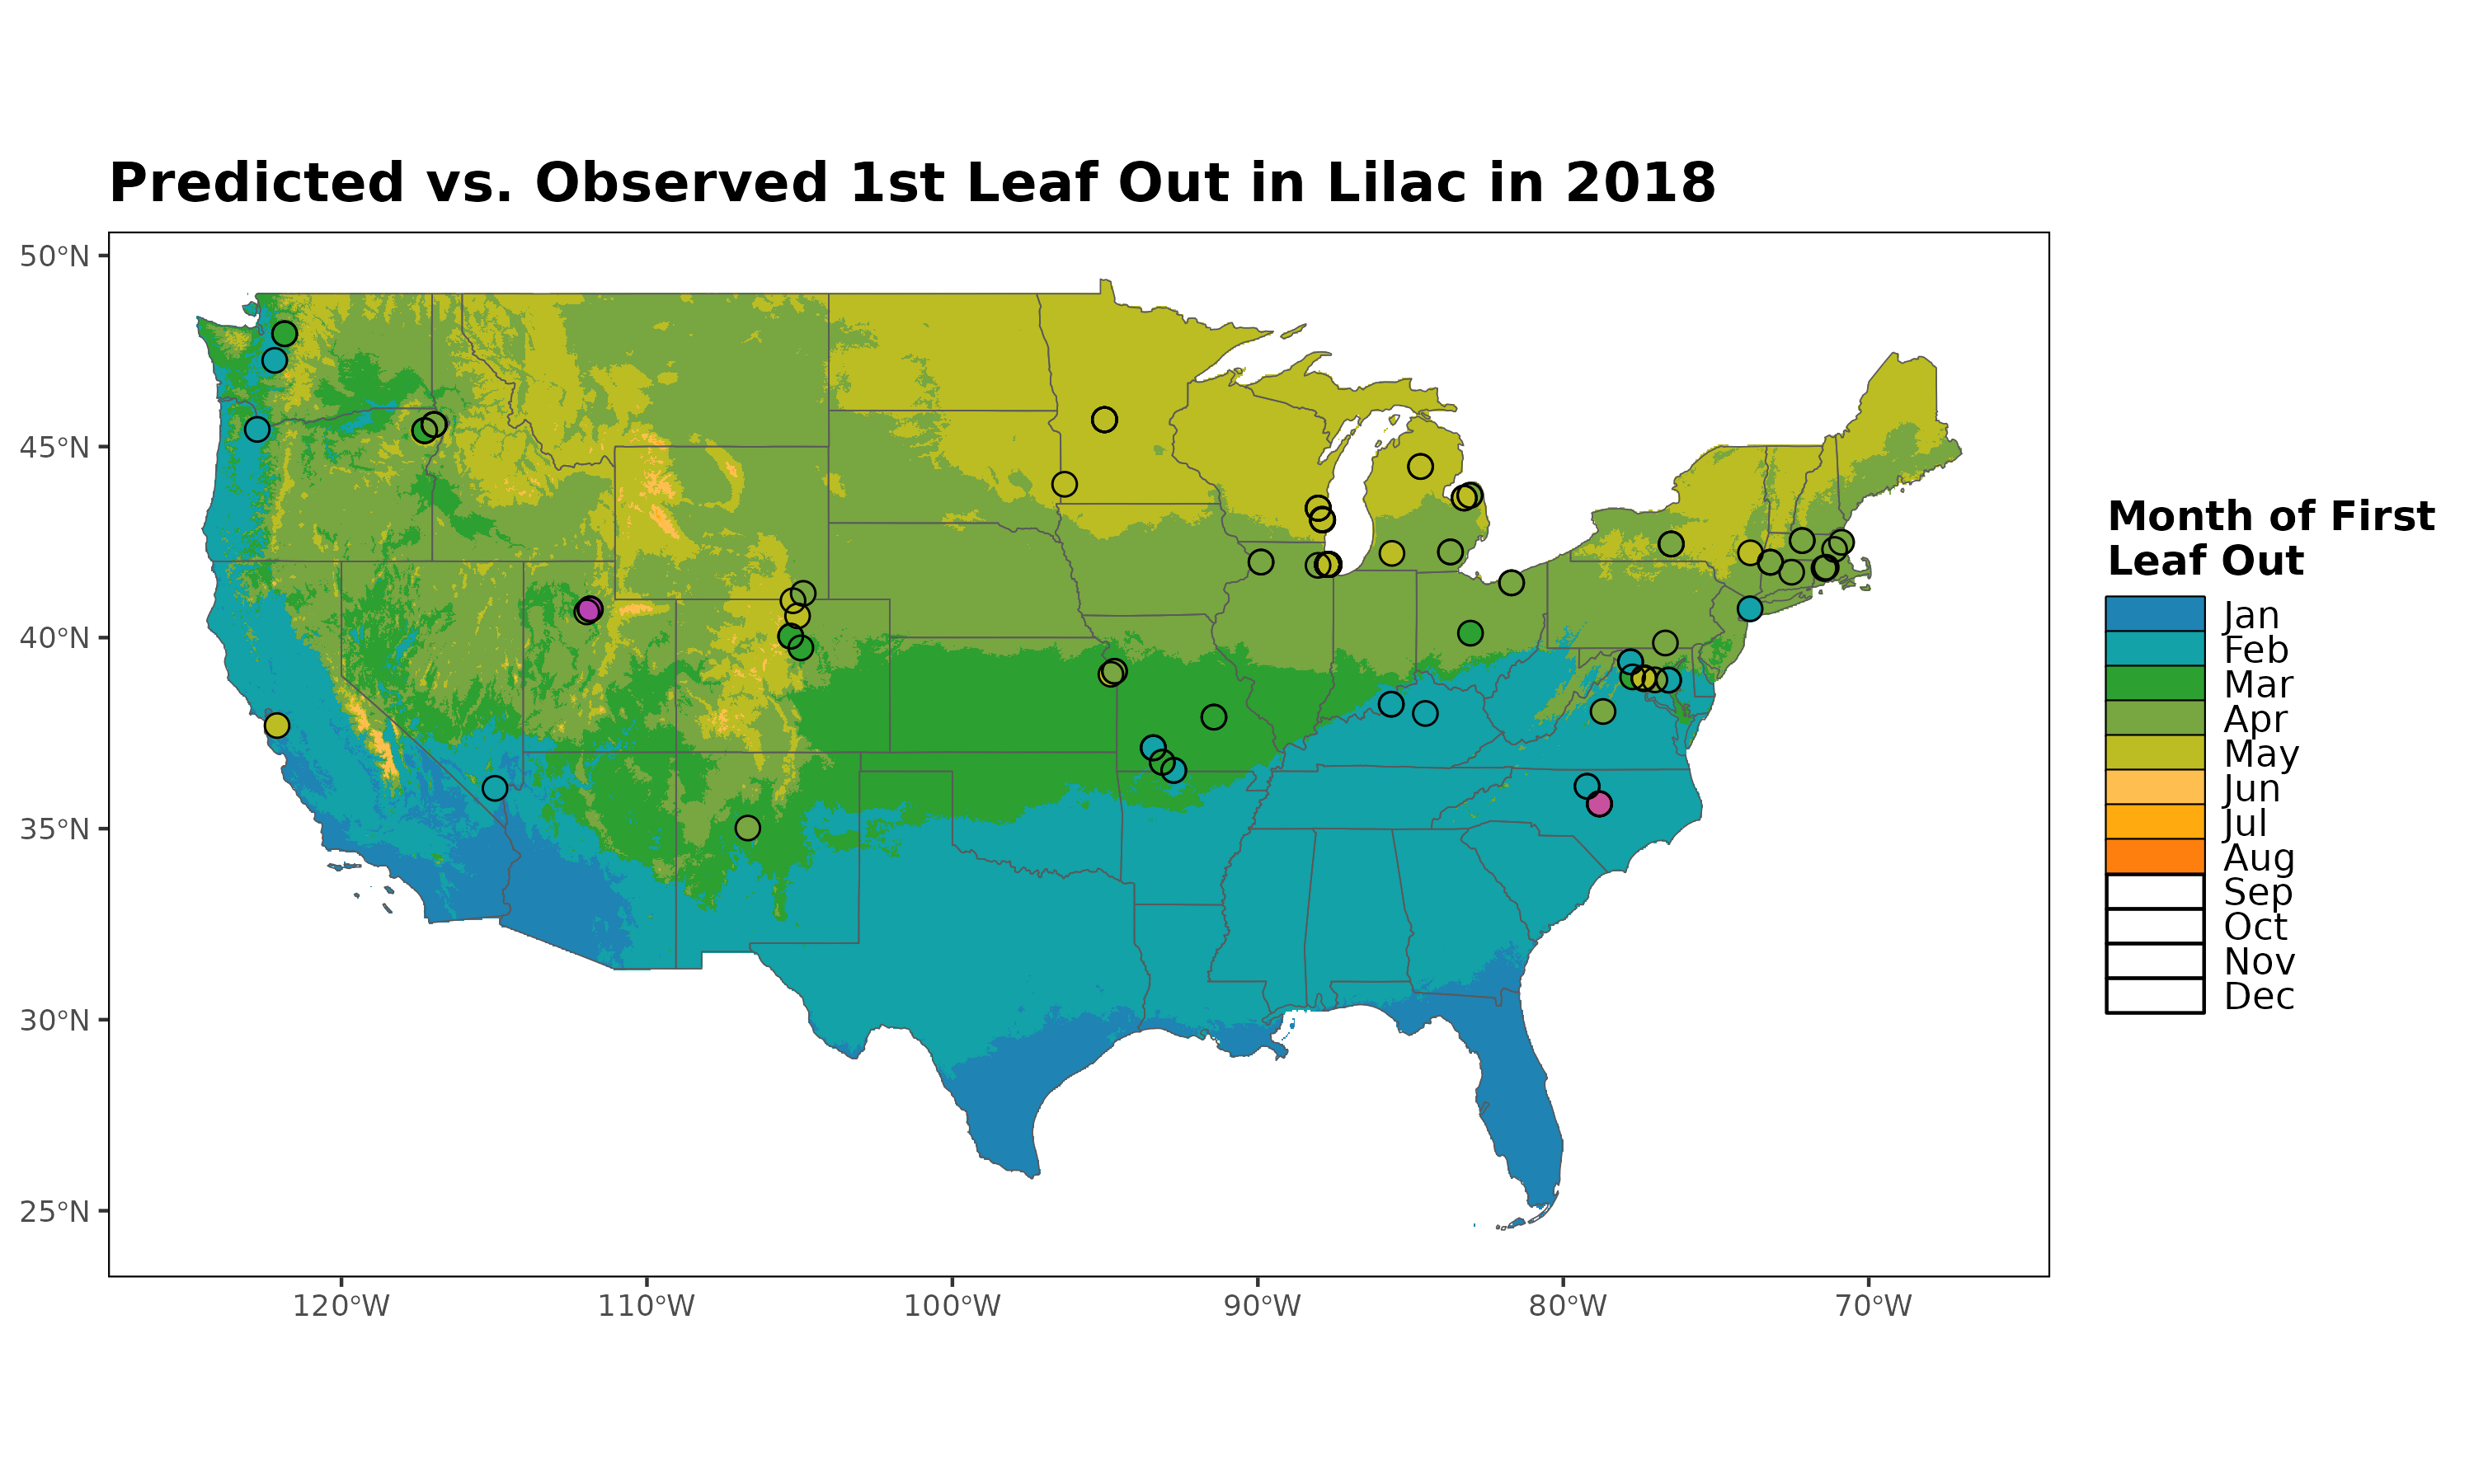 Predicted vs. Observed 1st Leaf Out in Lilac in 2018
50°N
45°N
40°N
35°N
30°N
25°N
120°W
110°W
100°W
90°W
80°W
70°W
Month of First
Leaf Out
Jan
Feb
Mar
Apr
May
Jun
Jul
Aug
Sep
Oct
Nov
Dec